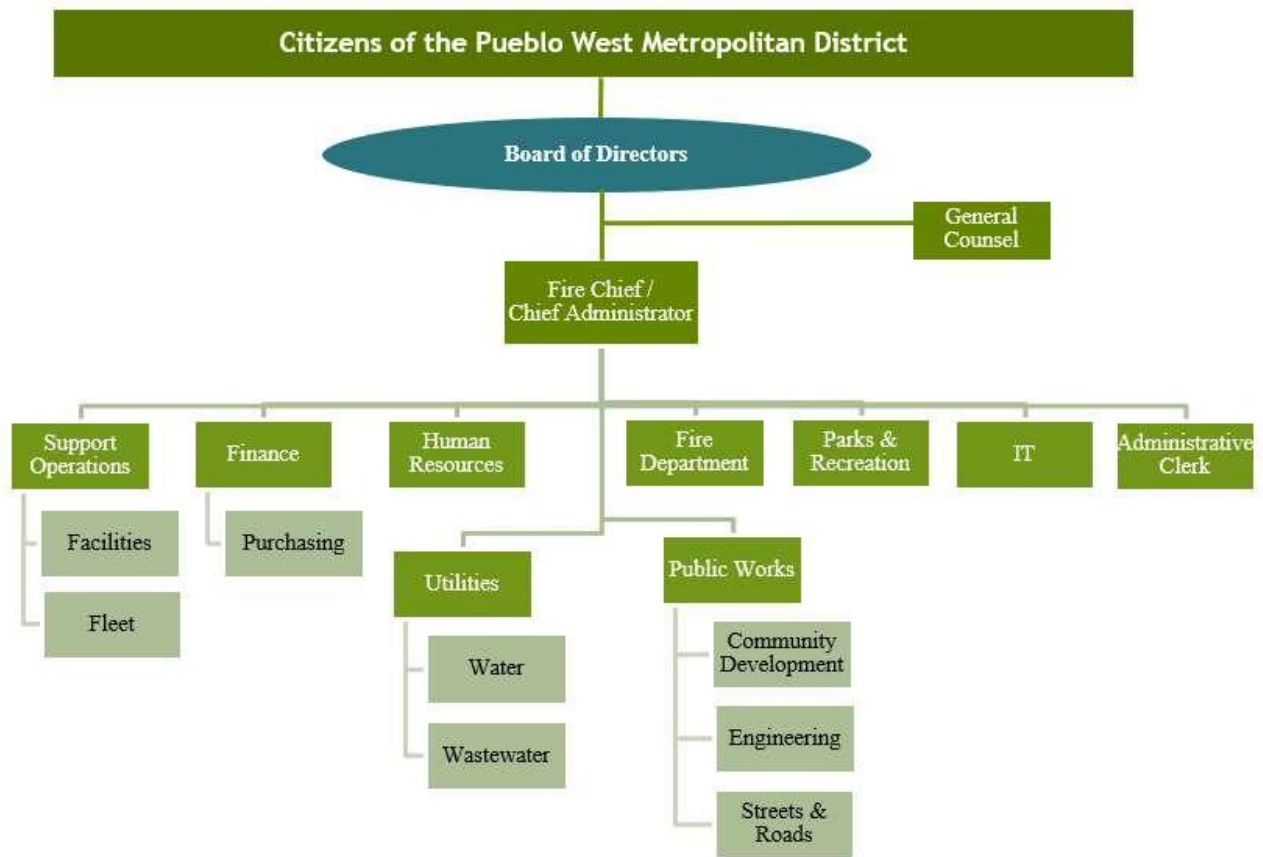 Citizens of the Pueblo West Metropolitan District
Board of Directors
General
Counsel
Fire Chief /
Chief Administrator
Support
Operations
Finance
Human
Resources
Fire
Department
Parks &
Recreation
IT
Administrative
Clerk
Facilities
Fleet
Purchasing
Utilities
Water
Wastewater
Public Works
Community
Development
Engineering
Streets &
Roads